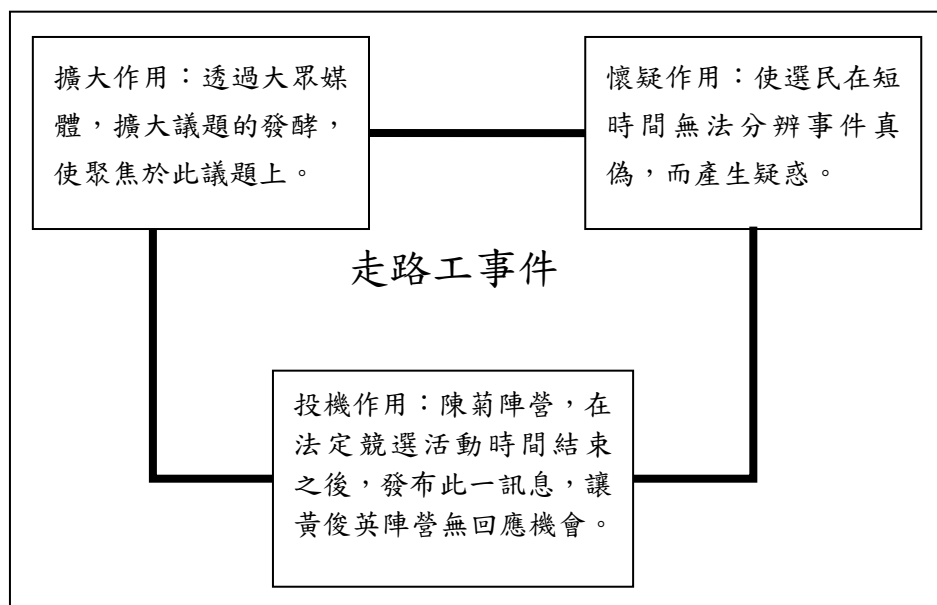 擴大作用：透過大眾媒
體，擴大議題的發酵，
使聚焦於此議題上。
懷疑作用：使選民在短
時間無法分辨事件真
偽，而產生疑惑。
走路工事件
投機作用：陳菊陣營，在
法定競選活動時間結束
之後，發布此一訊息，讓
黃俊英陣營無回應機會。